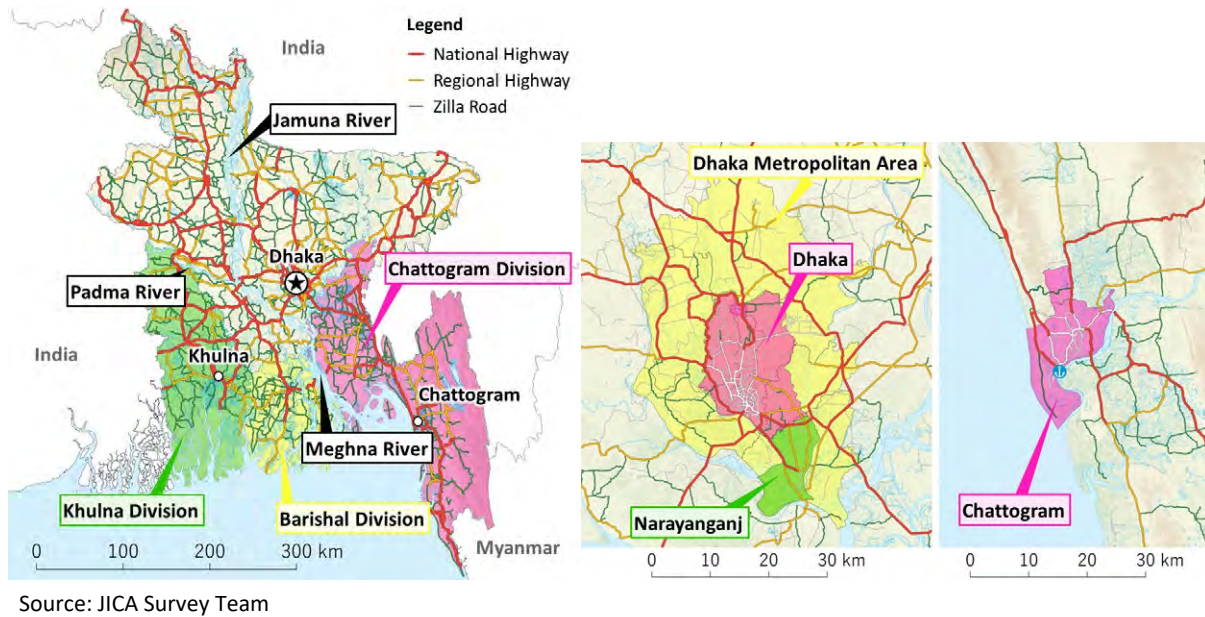 Legend
National Highway
Regional Highway
Zilla Road
India
Jamuna River
Dhaka
Chattogram Division
Padma River
India
Khulna
Chattogram
Meghna River
Khulna Division
Barishal Division
Myanmar
0 100 200 300 km
Dhaka Metropolitan Area
Dhaka
Narayanganj
0 10 20 30 km
Chattogram
0 10 20 30 km
Source: JICA Survey Team